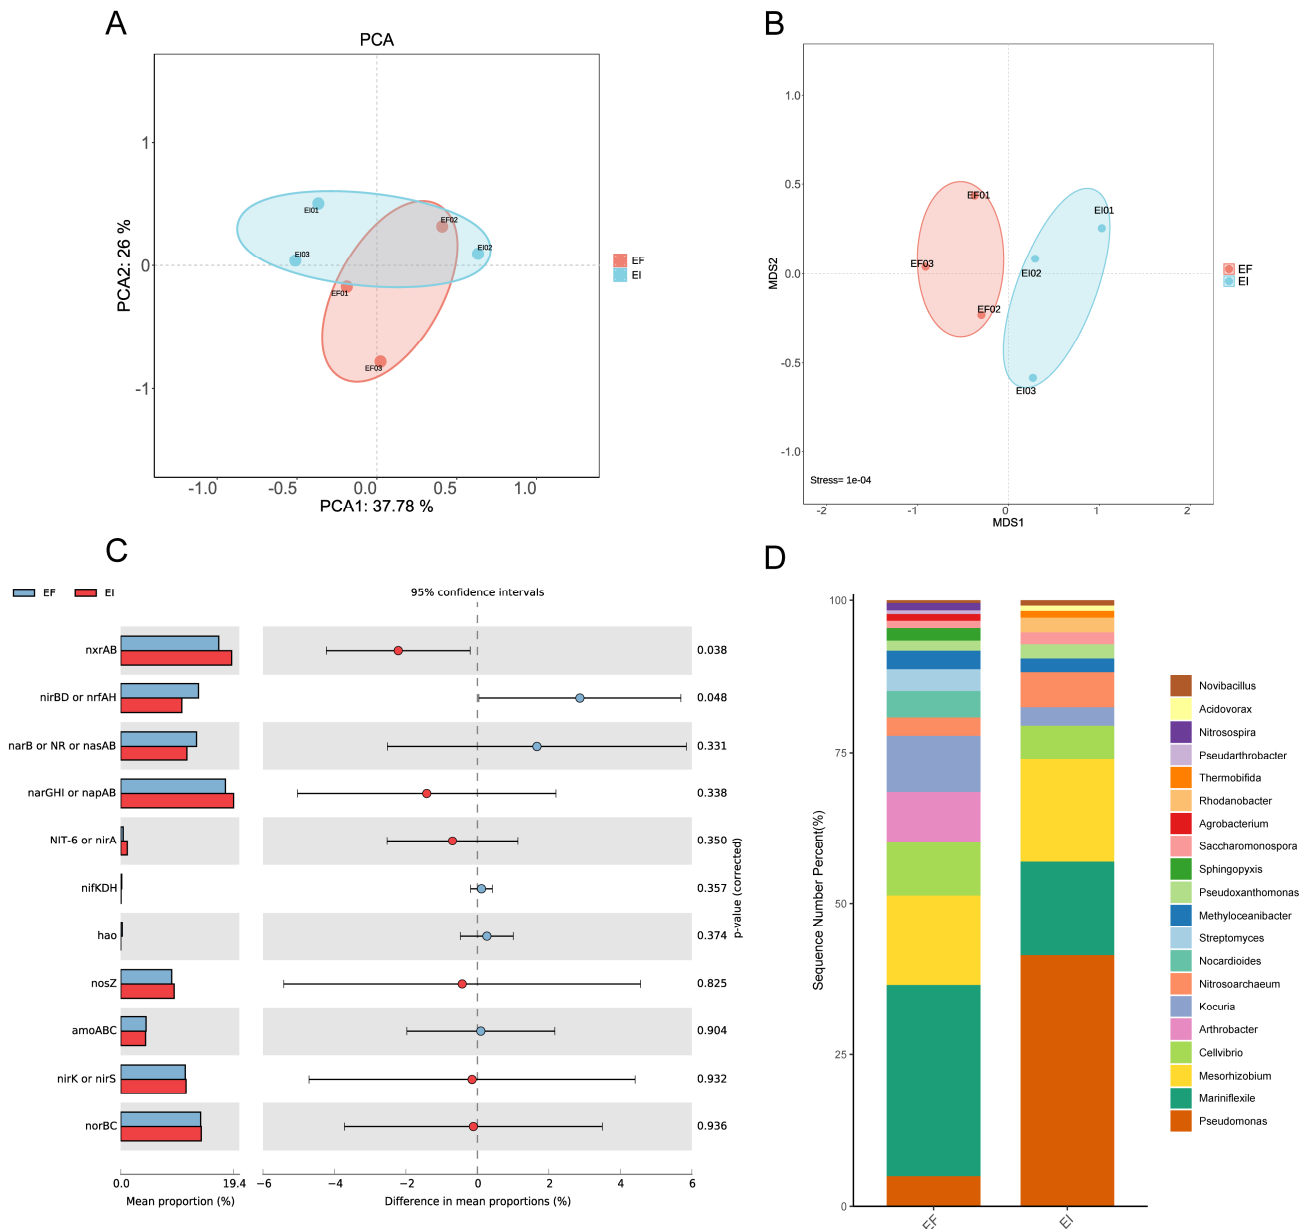 A
PCA
1
0
-1
PCA2: 26 %
EI01
EI03
EF02
EI02
EF01
EF03
-1.0
-0.5
0.0
0.5
1.0
PCA1: 37.78 %
EF
EI
B
1.0
0.5
0.0
-0.5
-1.0
MDS2
EF01
EF03
EF02
EI01
EI02
EI03
Stress= 1e-04
-2
-1
0
1
2
MDS1
EF
EI
C
EF
EI
95% confidence intervals
nxrAB
0.038
nirBD or nrfAH
0.048
narB or NR or nasAB
0.331
narGHI or napAB
0.338
NIT-6 or nirA
0.350
nifKDH
0.357
hao
0.374
nosZ
0.825
amoABC
0.904
nirK or nirS
0.932
norBC
0.936
p-value (corrected)
0.0
19.4
Mean proportion (%)
−6
−4
−2
0
2
4
6
Difference in mean proportions (%)
D
100
75
50
25
0
Sequence Number Percent(%)
EF
EI
Novibacillus
Acidovorax
Nitrosospira
Pseudarthrobacter
Thermobifida
Rhodanobacter
Agrobacterium
Saccharomonospora
Sphingopyxis
Pseudoxanthomonas
Methyloceanibacter
Streptomyces
Nocardioides
Nitrosoarchaeum
Kocuria
Arthrobacter
Cellvibrio
Mesorhizobium
Mariniflexile
Pseudomonas